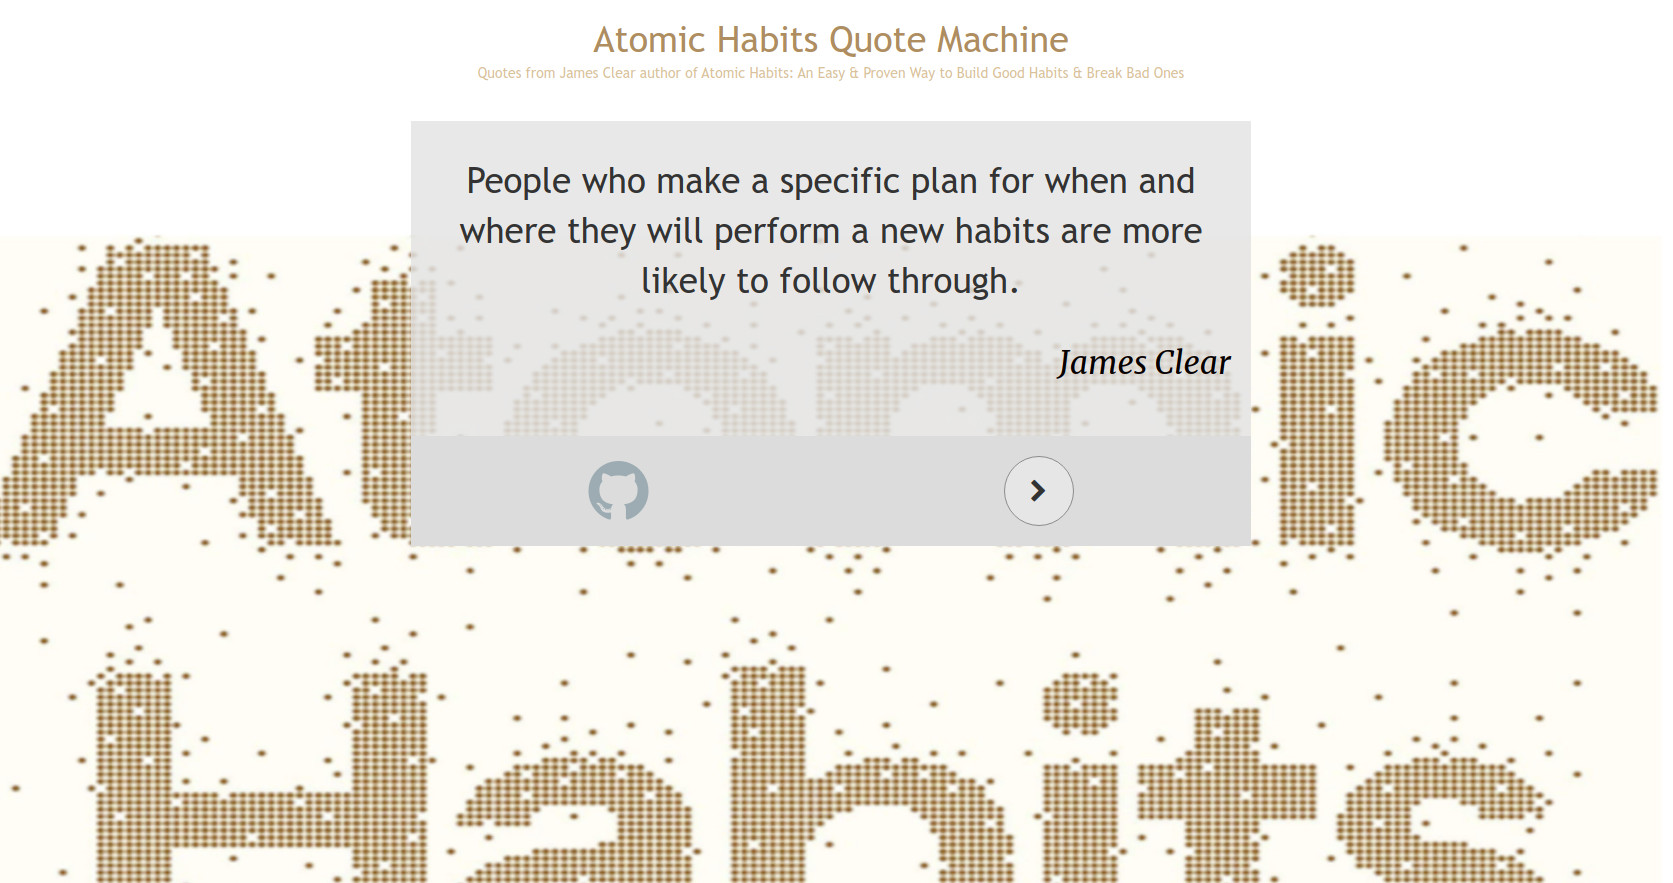 Atomic Habits Quote Machine
Quotes from James Clear author of Atomic Habits: An Easy & Proven Way to Build Good Habits & Break Bad Ones
People who make a specific plan for when and
where they will perform a new habits are more
likely to follow through.
James Clear
Atomic
Habits